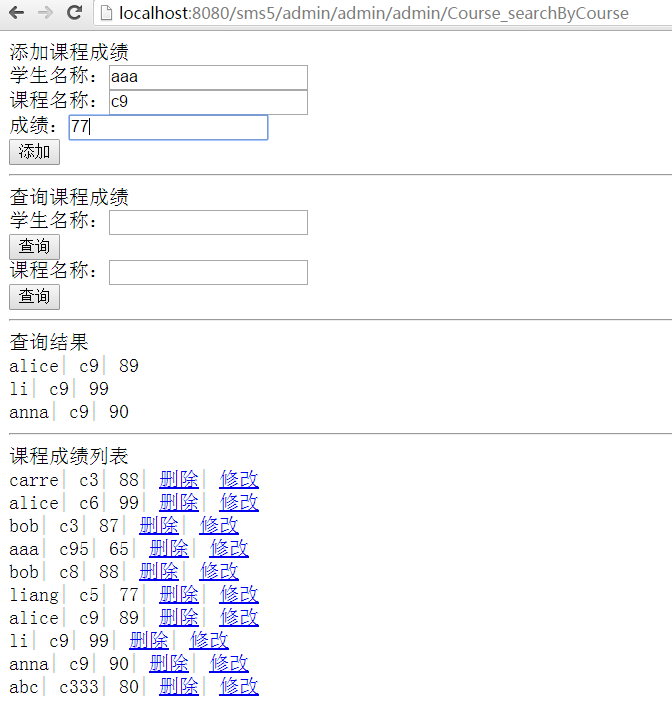 localhost:8080/sms5/admin/admin/admin/Course_searchByCourse
添加课程成绩
学生名称：aaa
课程名称：c9
成绩：77
添加
查询课程成绩
学生名称：
查询
课程名称：
查询
查询结果
alice| c9| 89
li| c9| 99
anna| c9| 90
课程成绩列表
carre| c3| 88| 删除| 修改
alice| c6| 99| 删除| 修改
bob| c3| 87| 删除| 修改
aaa| c95| 65| 删除| 修改
bob| c8| 88| 删除| 修改
liang| c5| 77| 删除| 修改
alice| c9| 89| 删除| 修改
li| c9| 99| 删除| 修改
anna| c9| 90| 删除| 修改
abc| c333| 80| 删除| 修改